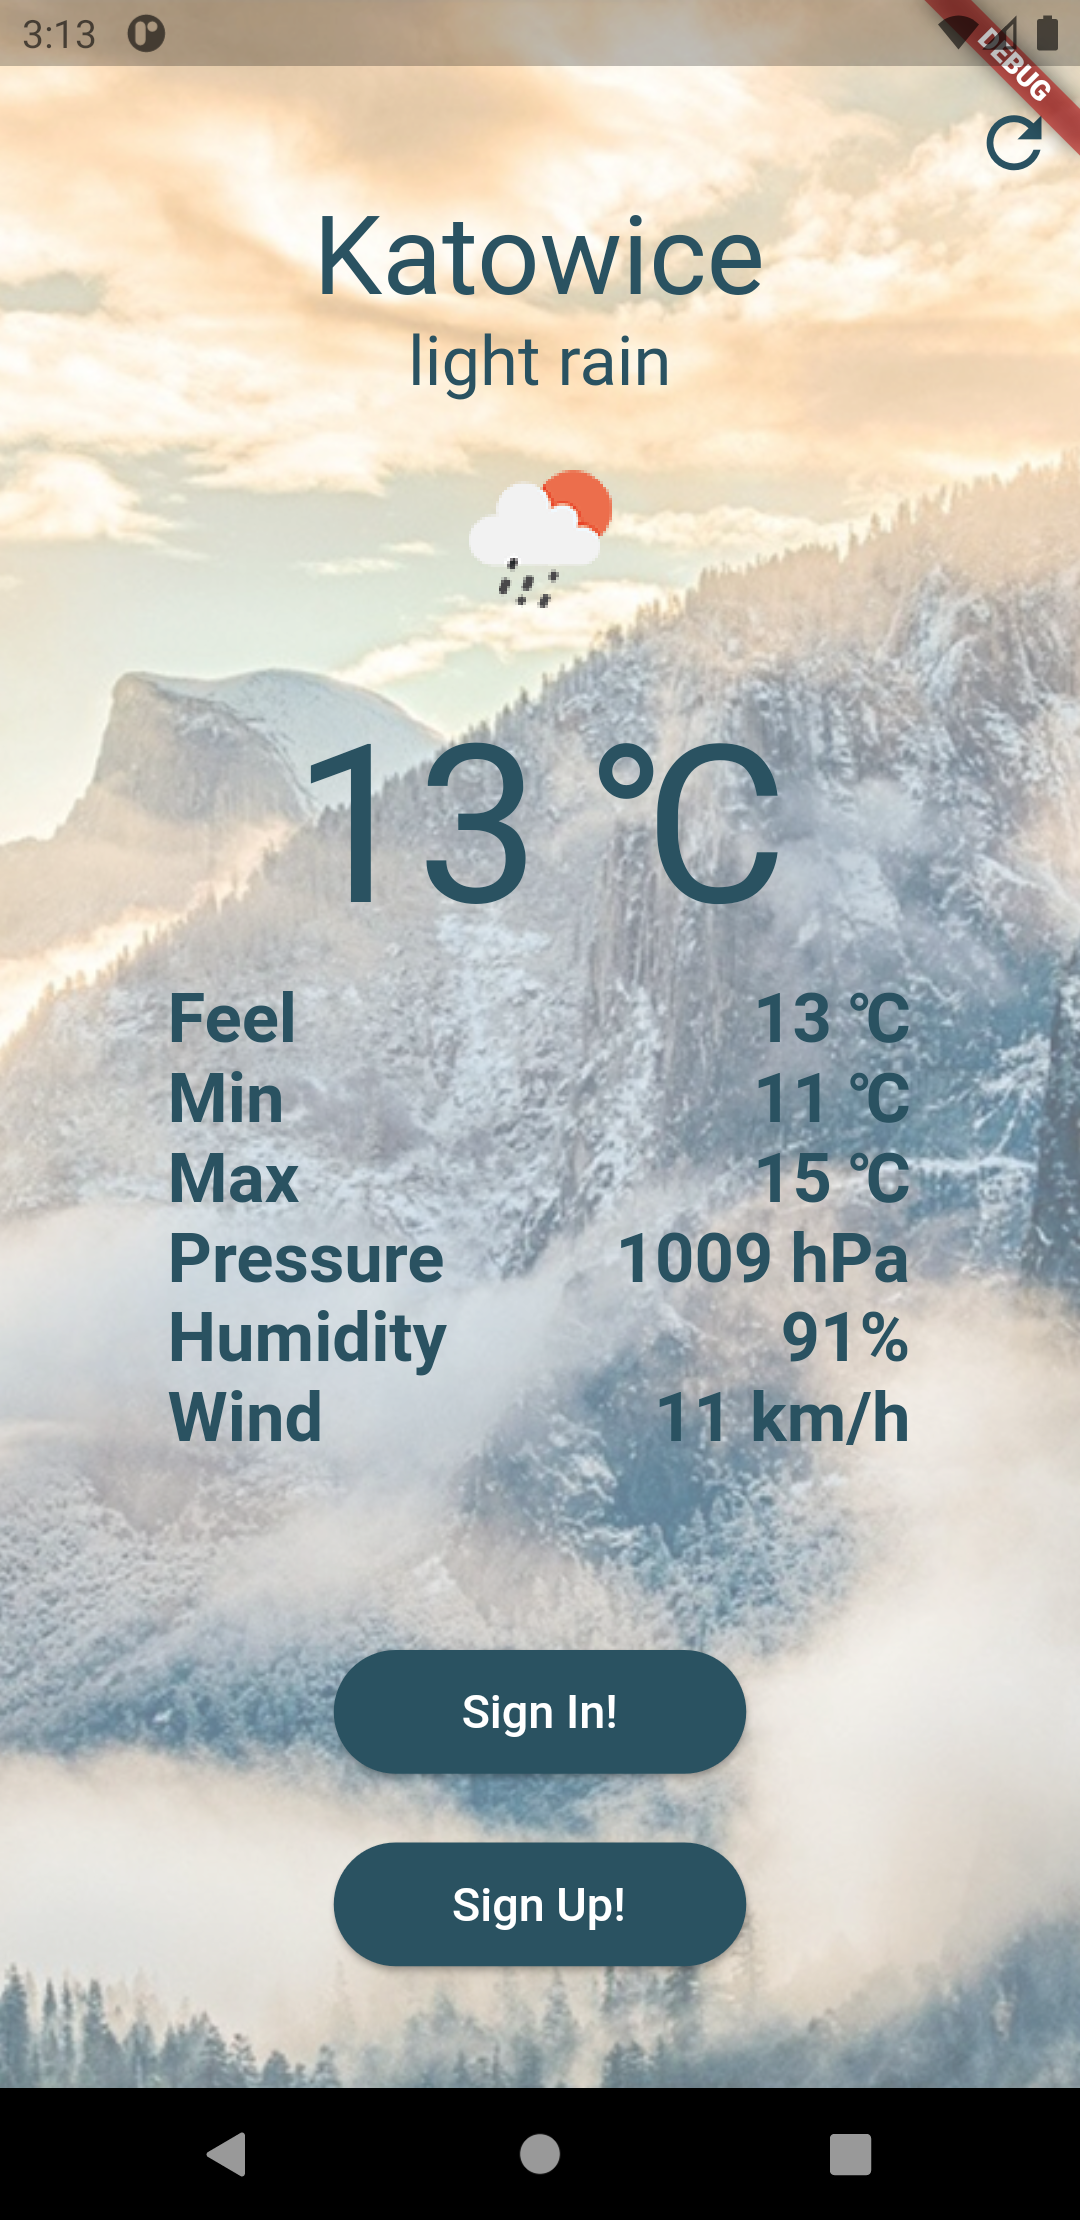 3:13
DEBUG
Katowice
light rain
13 °C
Feel 13 °C
Min 11 °C
Max 15 °C
Pressure 1009 hPa
Humidity 91%
Wind 11 km/h
Sign In!
Sign Up!